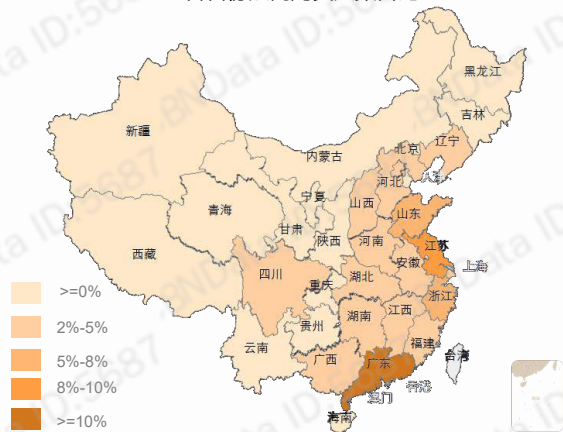 黑龙江
吉林
新疆
辽宁
内蒙古
北京
河北
宁夏
山西
山东
青海
甘肃
陕西
河南
江苏
西藏
安徽
上海
四川
重庆
湖北
浙江
>=0%
湖南
江西
贵州
2%-5%
云南
福建
台湾
广西
广东
5%-8%
香港
澳门
8%-10%
海南
>=10%
BNData ID:5687